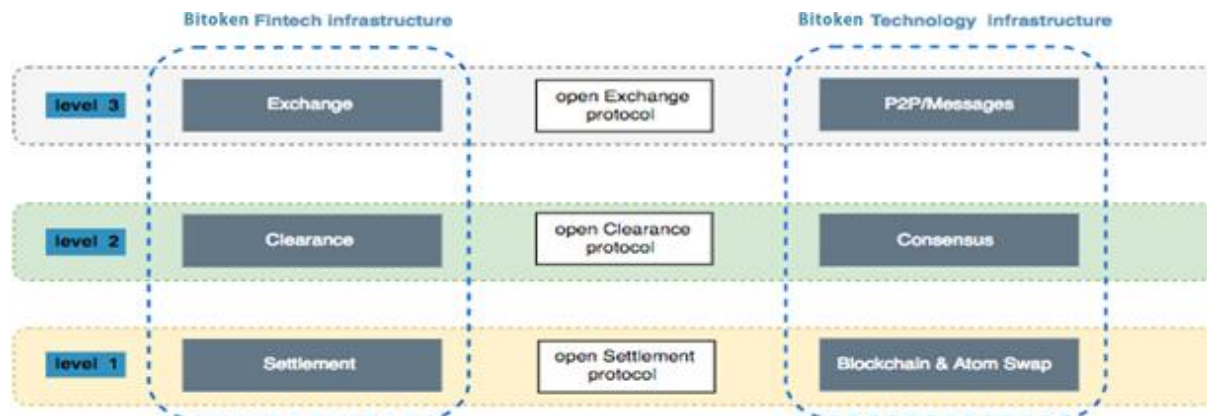 Bitoken Fintech infrastructure
Bitoken Technology Infrastructure
level 3
Exchange
open Exchange
protocol
P2P/Messages
level 2
Clearance
open Clearance
protocol
Consensus
level 1
Settlement
open Settlement
protocol
Blockchain & Atom Swap